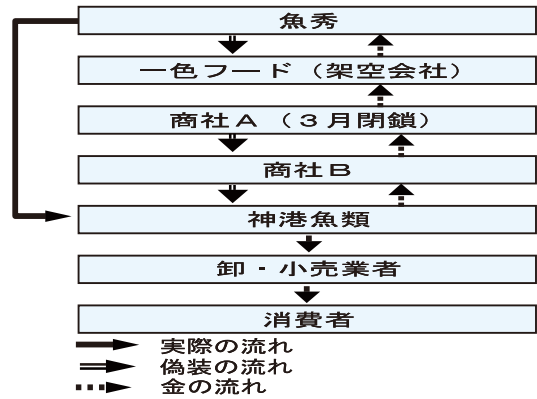 魚秀
一色フード（架空会社）
商社Ａ（３月閉鎖）
商社Ｂ
神港魚類
卸・小売業者
消費者
実際の流れ
偽装の流れ
金の流れ